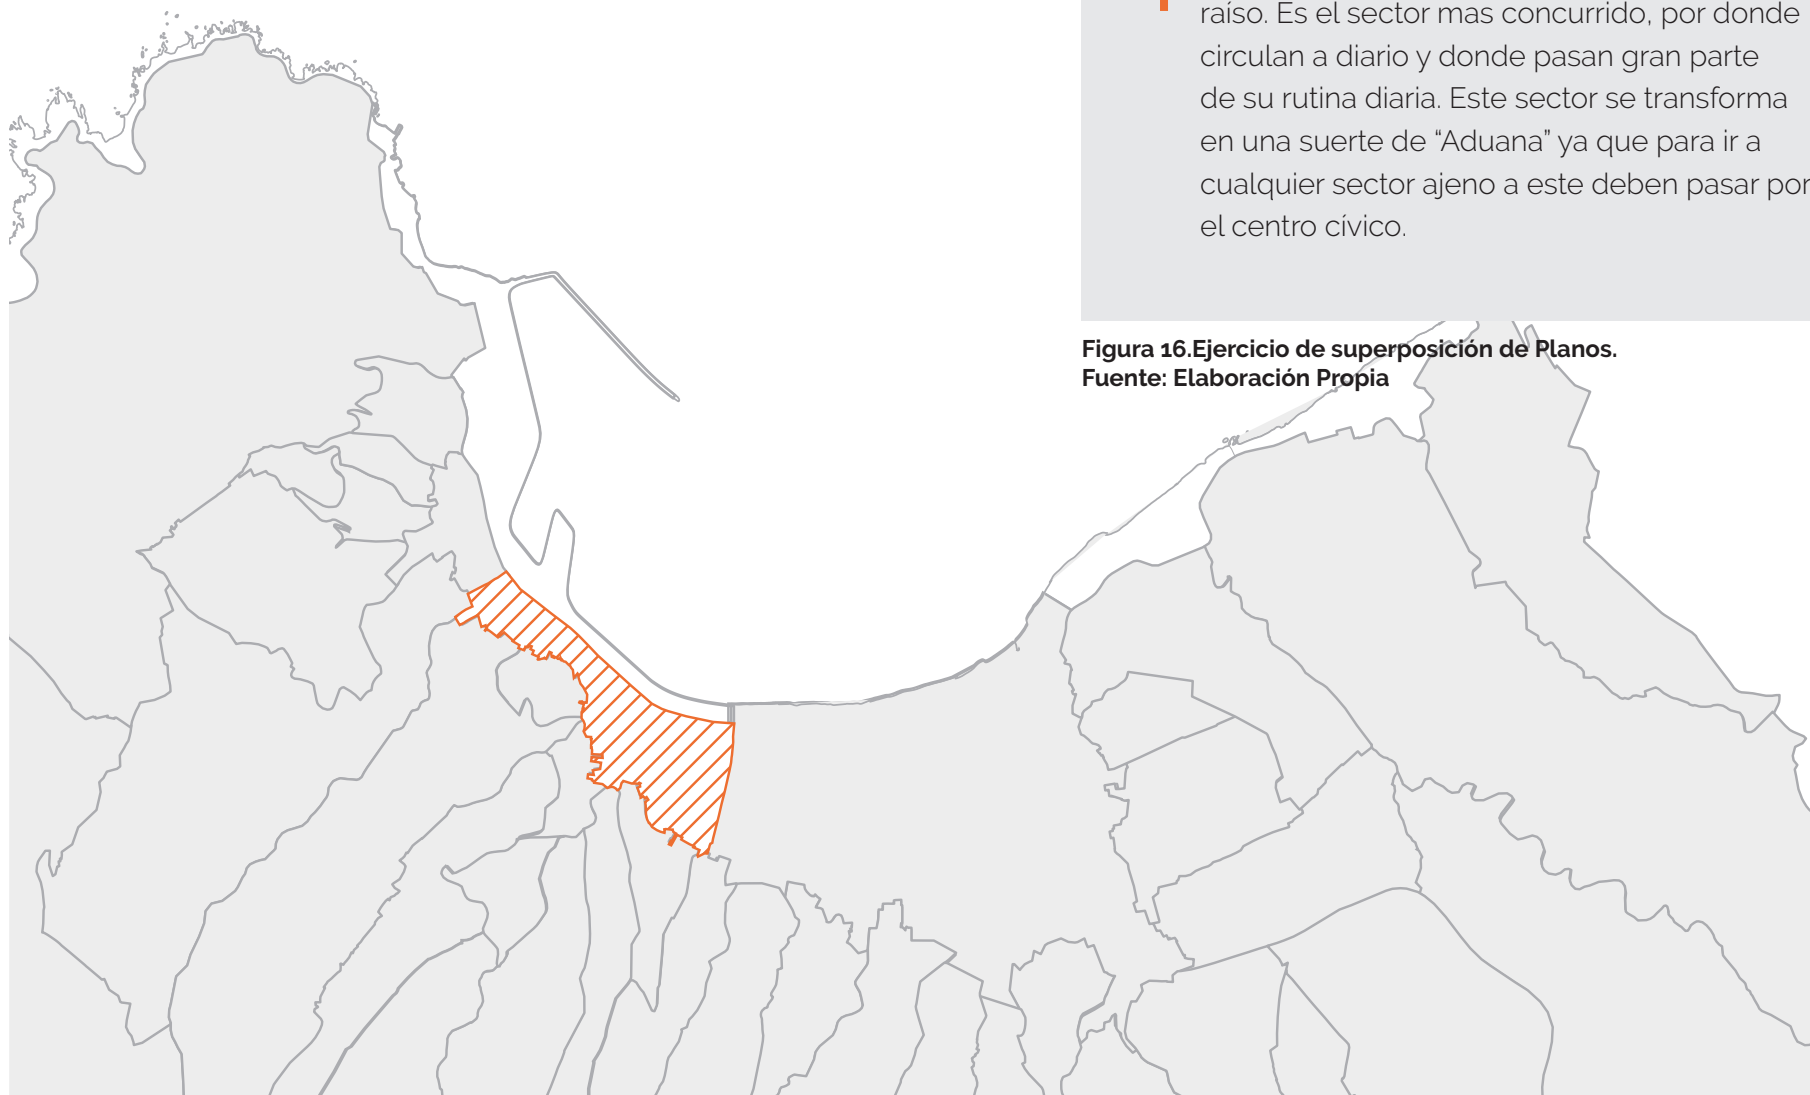 raíso. Es el sector mas concurrido, por donde
circulan a diario y donde pasan gran parte
de su rutina diaria. Este sector se transforma
en una suerte de “Aduana” ya que para ir a
cualquier sector ajeno a este deben pasar por
el centro cívico.
Figura 16.Ejercicio de superposición de Planos.
Fuente: Elaboración Propia